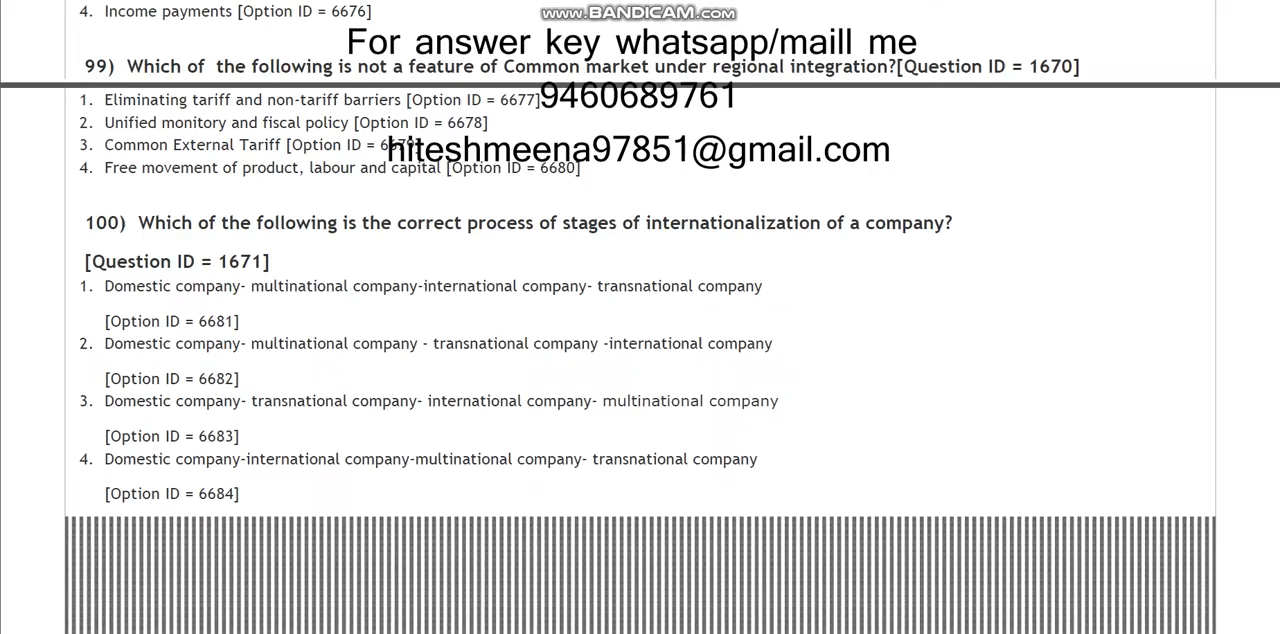 4. Income payments [Option ID = 6676]
www.BANDICAM.com
For answer key whatsapp/maill me
99) Which of the following is not a feature of Common market under regional integration?[Question ID = 1670]
1. Eliminating tariff and non-tariff barriers [Option ID = 6677]
9460689761
2. Unified monitory and fiscal policy [Option ID = 6678]
3. Common External Tariff [Option ID = 6679]
hiteshmeena97851@gmail.com
4. Free movement of product, labour and capital [Option ID = 6680]
100) Which of the following is the correct process of stages of internationalization of a company?
[Question ID = 1671]
1. Domestic company- multinational company-international company- transnational company
[Option ID = 6681]
2. Domestic company- multinational company - transnational company -international company
[Option ID = 6682]
3. Domestic company- transnational company- international company- multinational company
[Option ID = 6683]
4. Domestic company-international company-multinational company- transnational company
[Option ID = 6684]